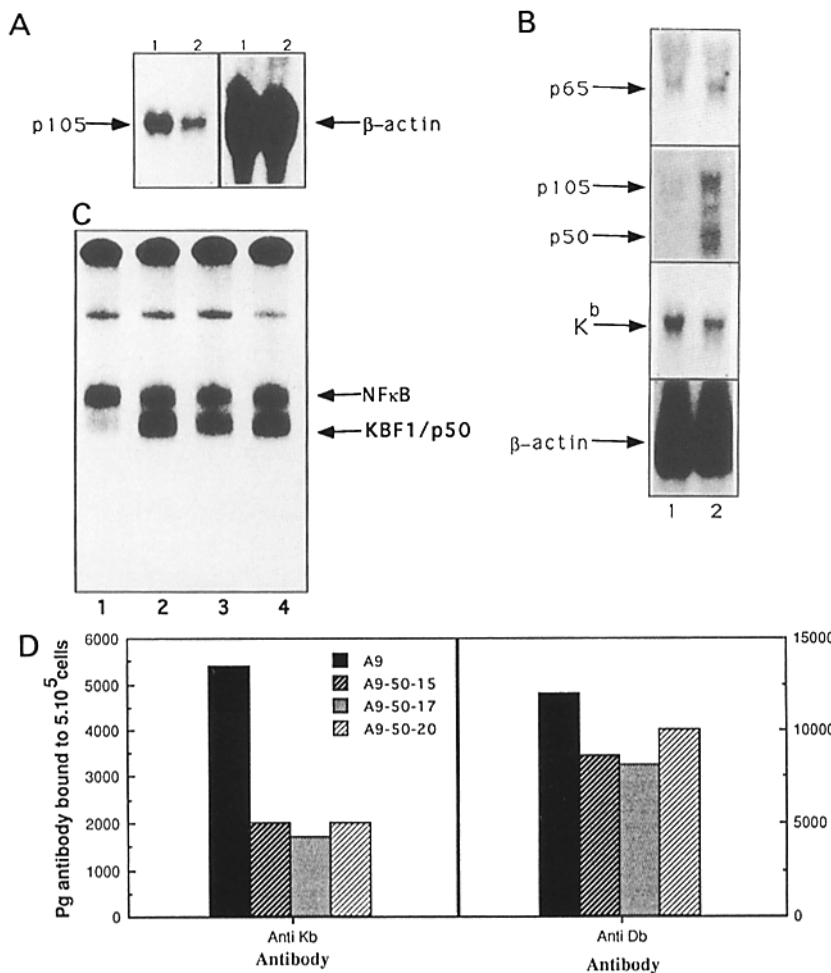 A
1 2 1 2
p105
β-actin
B
p65
p105
p50
K b
β-actin
1 2
C
NFκB
KBF1/p50
1 2 3 4
D
6000
5000
4000
3000
2000
1000
0
Pg antibody bound to 5.10 5 cells
A9
A9-50-15
A9-50-17
A9-50-20
15000
10000
5000
0
Anti Kb
Antibody
Anti Db
Antibody